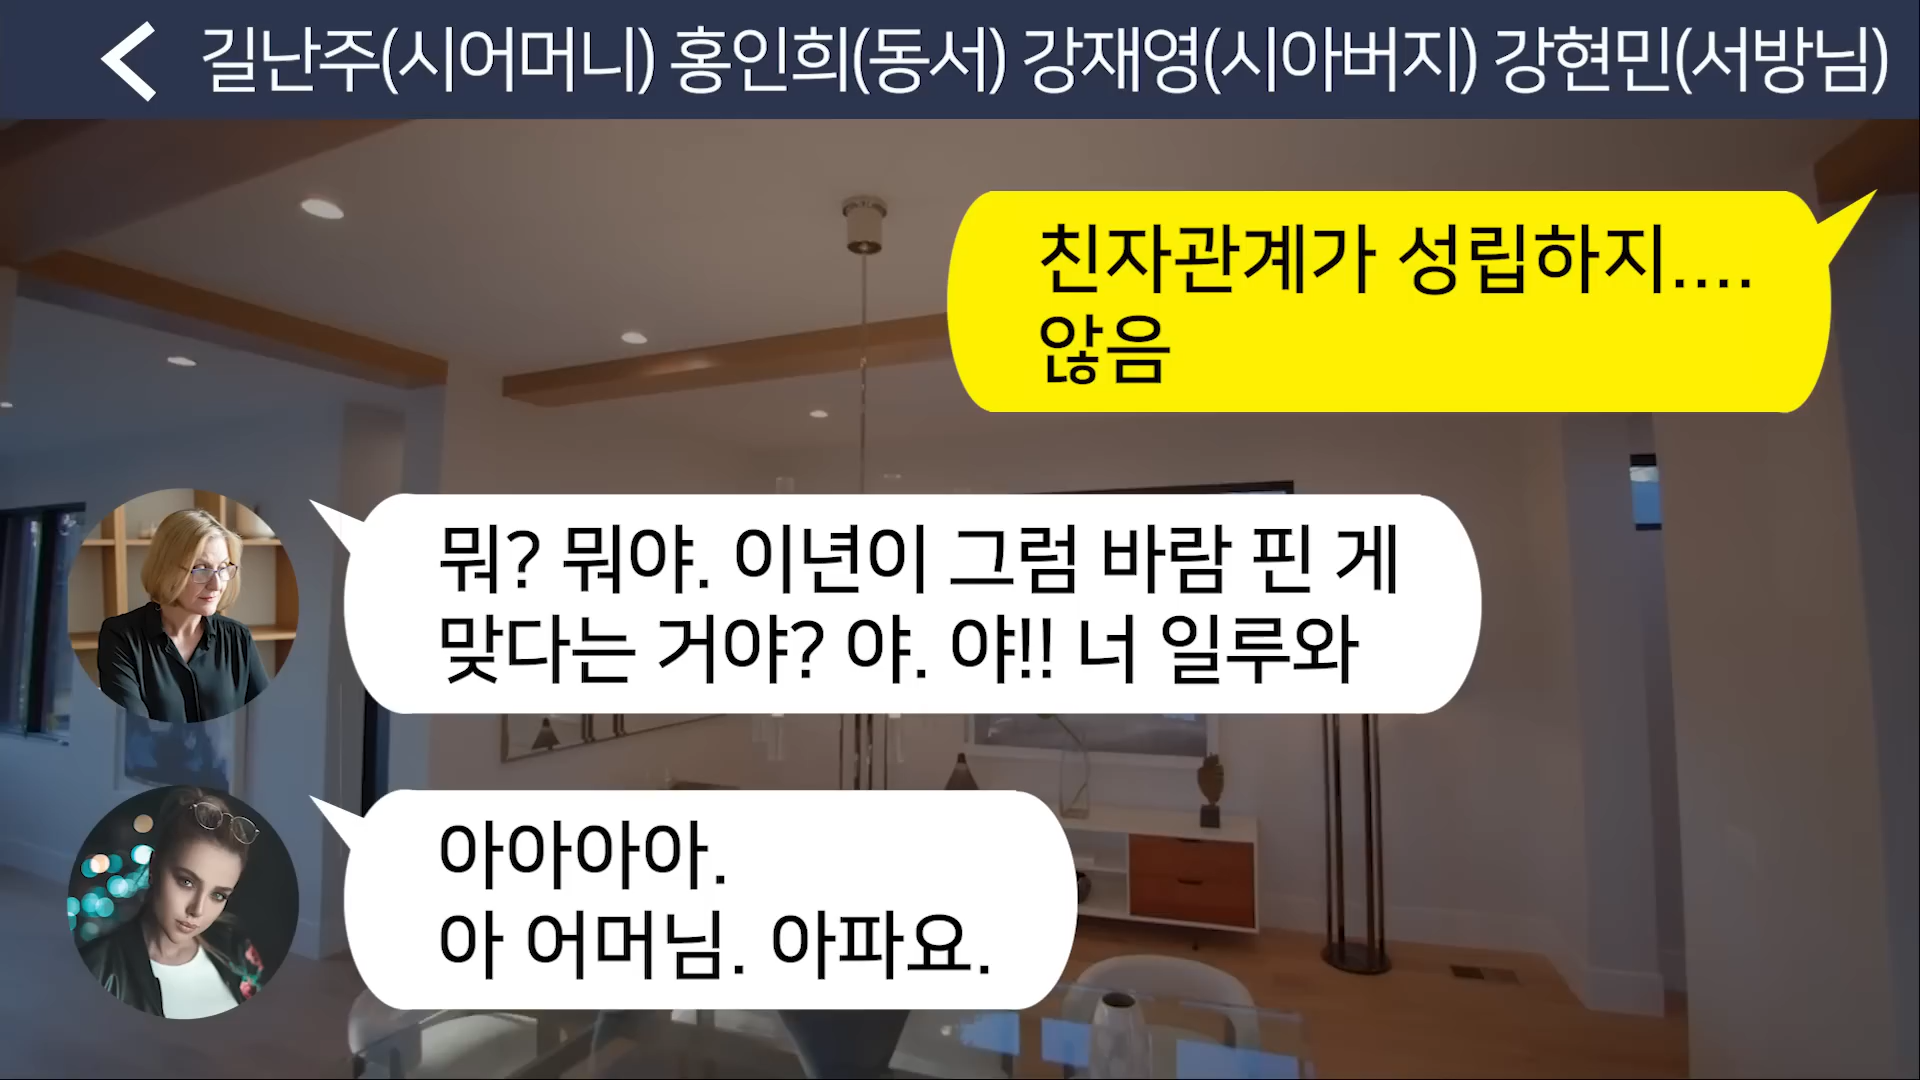 길난주(시어머니) 홍인희(동서) 강재영(시아버지) 강현민(서방님)
친자관계가 성립하지....
않음
뭐? 뭐야. 이년이 그럼 바람 핀 게
맞다는 거야? 야. 야!! 너 일루와
아아아아.
아 어머님. 아파요.